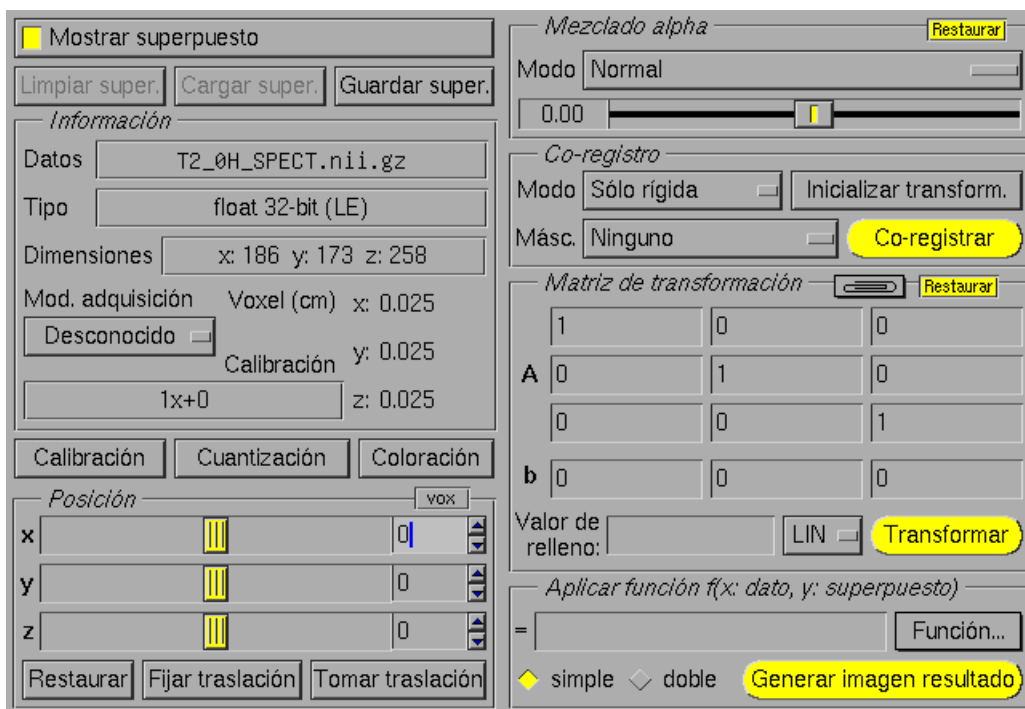 Mostrar superpuesto
Limpiar super. Cargar super. Guardar super.
Información
Datos T2_0H_SPECT.nii.gz
Tipo float 32-bit (LE)
Dimensiones x: 186 y: 173 z: 258
Mod. adquisición Voxel (cm) x: 0.025
Desconocido
Calibración y: 0.025
1x+0 z: 0.025
Calibración Cuantización Coloración
Posición vox
x 0
y 0
z 0
Restaurar Fijar traslación Tomar traslación
Mezclado alpha Restaurar
Modo Normal
0.00
Co-registro
Modo Sólo rígida Inicializar transform.
Másc. Ninguno Co-registrar
Matriz de transformación Restaurar
1 0 0
A 0 1 0
0 0 1
b 0 0 0
Valor de
relleno: LIN Transformar
Aplicar función f(x: dato, y: superpuesto)
= Función...
simple doble Generar imagen resultado